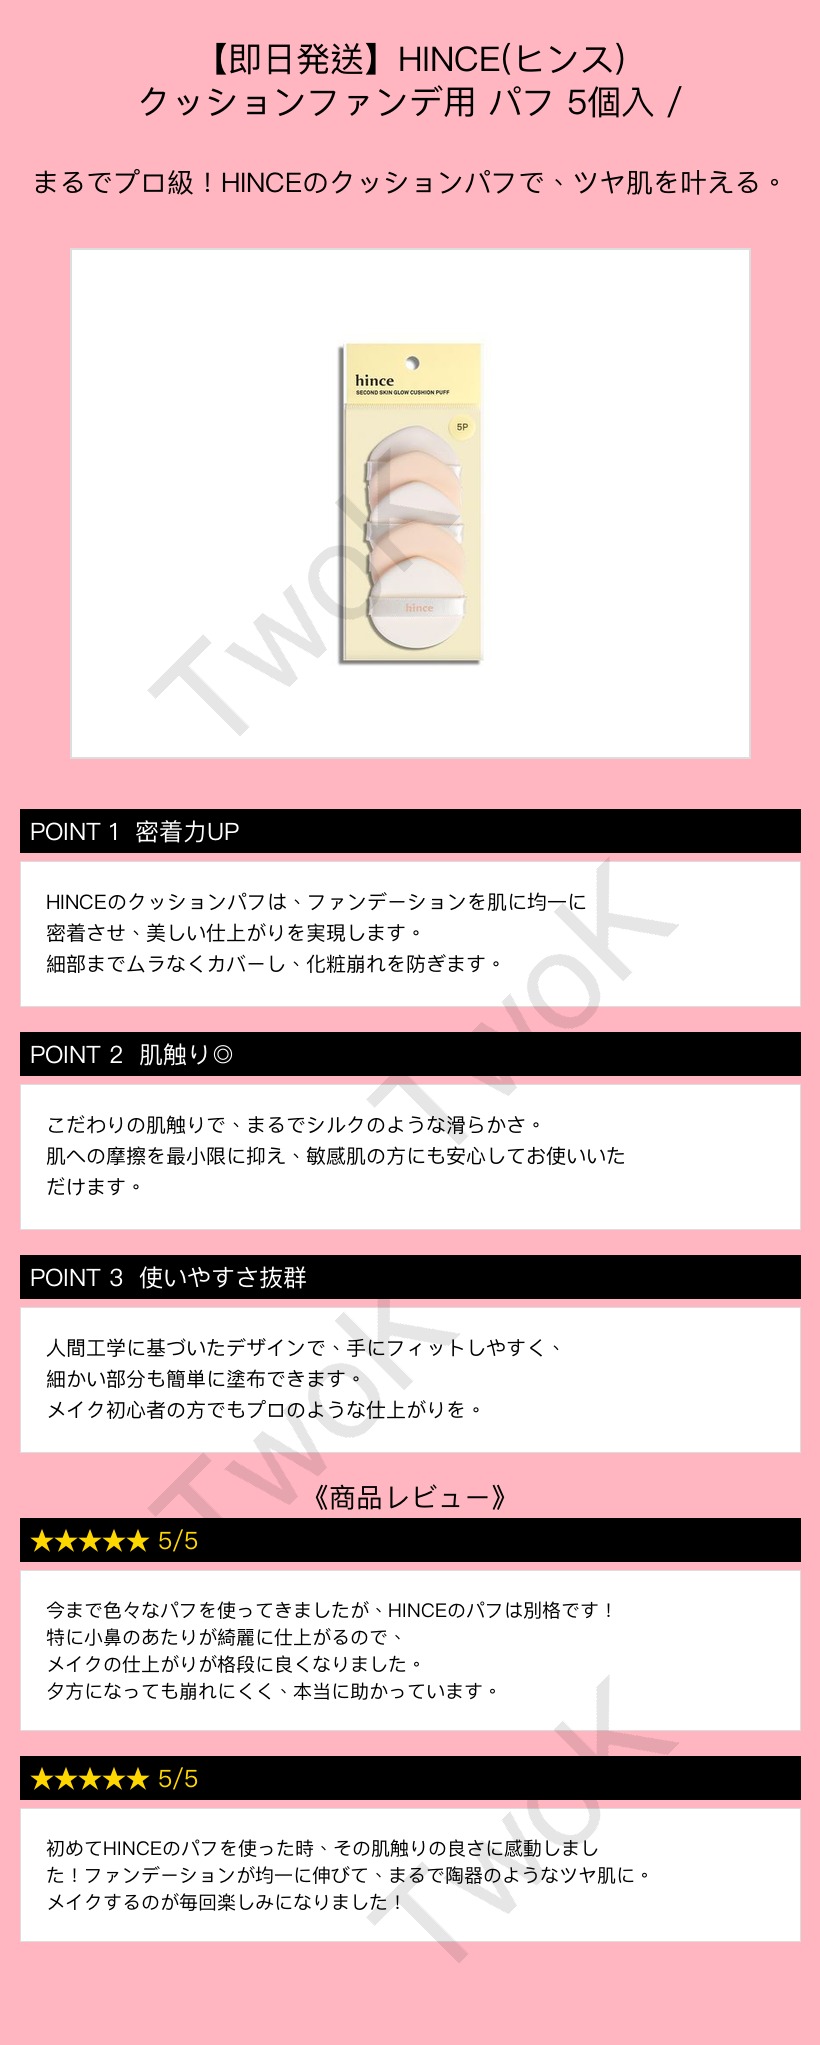 【即日発送】HINCE(ヒンス)
クッションファンデ用 パフ 5個入 /
まるでプロ級！HINCEのクッションパフで、ツヤ肌を叶える。
hince
SECOND SKIN GLOW CUSHION PUFF
5P
hince
TwoK
POINT 1 密着力UP
HINCEのクッションパフは、ファンデーションを肌に均一に
密着させ、美しい仕上がりを実現します。
細部までムラなくカバーし、化粧崩れを防ぎます。
TwoK
POINT 2 肌触り◎
こだわりの肌触りで、まるでシルクのような滑らかさ。
肌への摩擦を最小限に抑え、敏感肌の方にも安心してお使いいた
だけます。
POINT 3 使いやすさ抜群
人間工学に基づいたデザインで、手にフィットしやすく、
細かい部分も簡単に塗布できます。
メイク初心者の方でもプロのような仕上がりを。
TwoK
《商品レビュー》
★★★★★ 5/5
今まで色々なパフを使ってきましたが、HINCEのパフは別格です！
特に小鼻のあたりが綺麗に仕上がるので、
メイクの仕上がりが格段に良くなりました。
夕方になっても崩れにくく、本当に助かっています。
TwoK
★★★★★ 5/5
初めてHINCEのパフを使った時、その肌触りの良さに感動しまし
た！ファンデーションが均一に伸びて、まるで陶器のようなツヤ肌に。
メイクするのが毎回楽しみになりました！